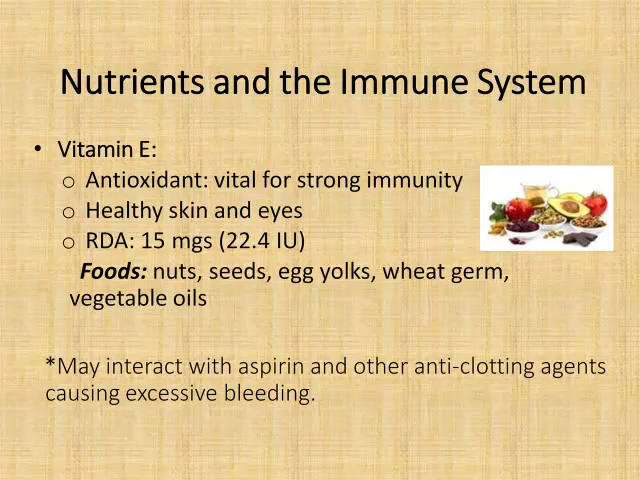 Nutrients and the Immune System
• Vitamin E:
o Antioxidant: vital for strong immunity
o Healthy skin and eyes
o RDA: 15 mgs (22.4 IU)
Foods: nuts, seeds, egg yolks, wheat germ,
vegetable oils
*May interact with aspirin and other anti-clotting agents
causing excessive bleeding.